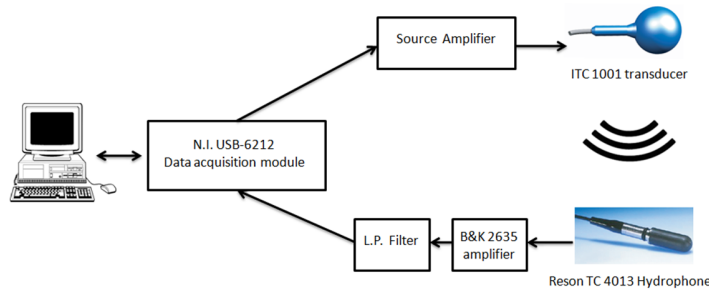 Source Amplifier
ITC 1001 transducer
N.I. USB-6212
Data acquisition module
L.P. Filter
B&K 2635
amplifier
Reson TC 4013 Hydrophone